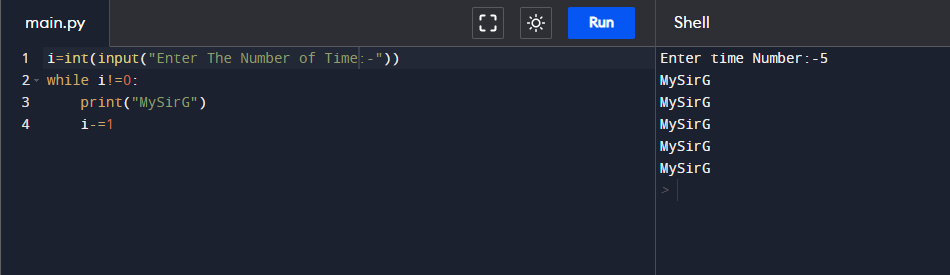 main.py
Run
Shell
1 i=int(input("Enter The Number of Time:-"))
2 while i!=0:
3     print("MySirG")
4     i-=1
Enter time Number:-5
MySirG
MySirG
MySirG
MySirG
MySirG
>